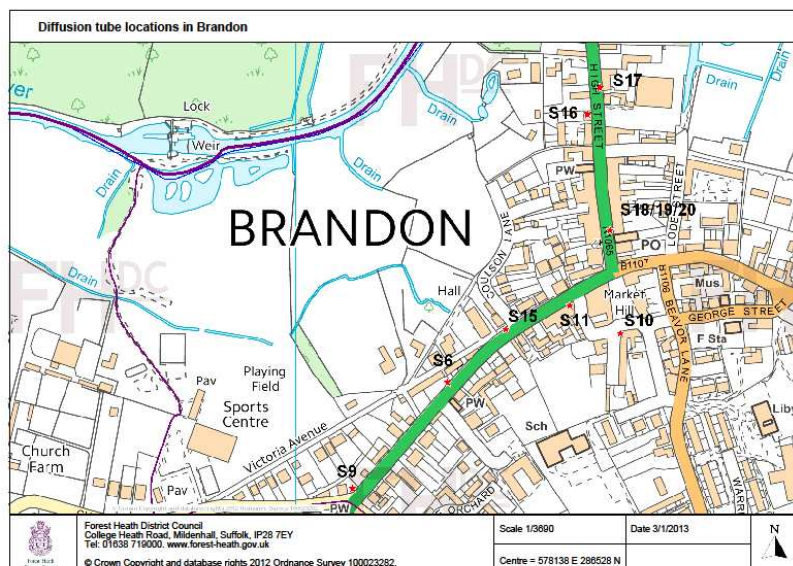 Diffusion tube locations in Brandon
HIGH STREET
S17
S16
Drain
Lock
Weir
Drain
Drain
PW
LODE STREET
S18/19/20
PO
A1065
B1107
BRANDON
COULSON LANE
Hall
Drain
Market
Hill
Mus
GEORGE STREET
B1106 BEAVOR LANE
S15
S11
S10
F Sta
S6
Playing
Field
Pav
Sports
Centre
PW
Sch
Liby
Victoria Avenue
Church
Farm
Pav
S9
PW
ORCHARD
Forest Heath District Council
College Heath Road, Mildenhall, Suffolk, IP28 7EY
Tel: 01638 719000. www.forest-heath.gov.uk
© Crown Copyright and database rights 2012 Ordnance Survey 100023282.
Scale 1/3690
Date 3/1/2013
Centre = 578138 E 286528 N
N